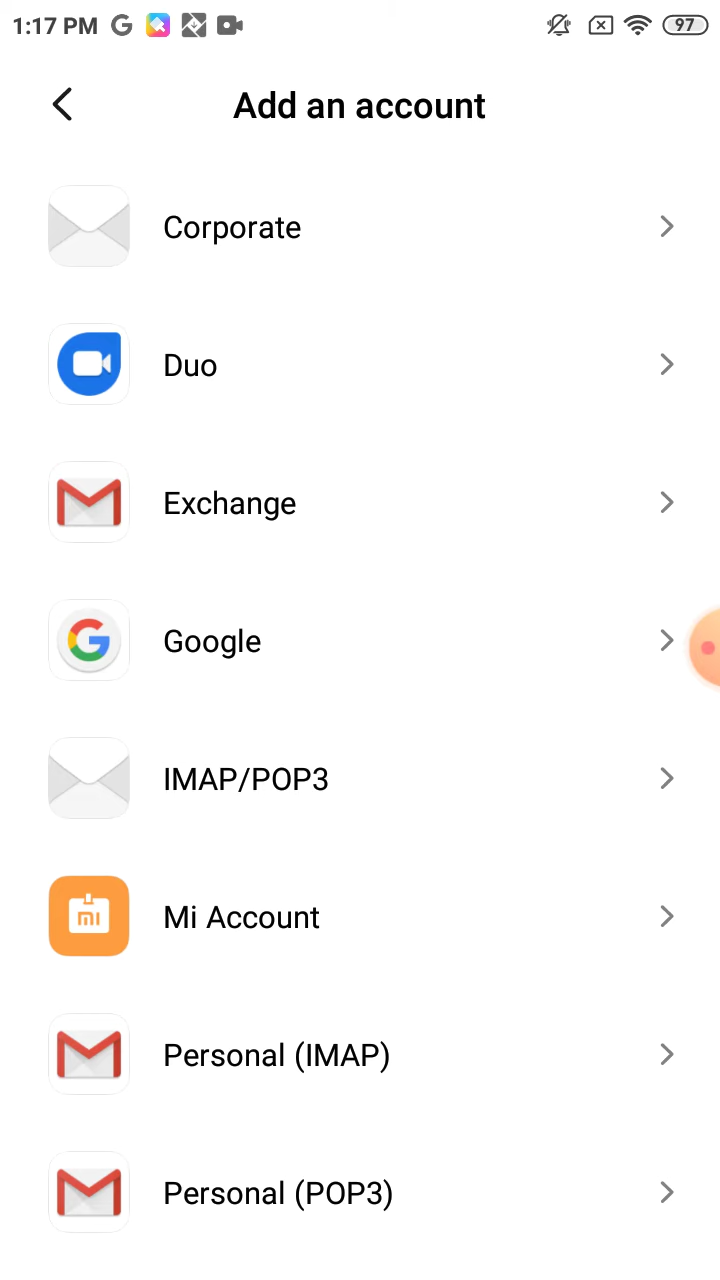 1:17 PM 97
Add an account
Corporate
Duo
Exchange
Google
IMAP/POP3
Mi Account
Personal (IMAP)
Personal (POP3)